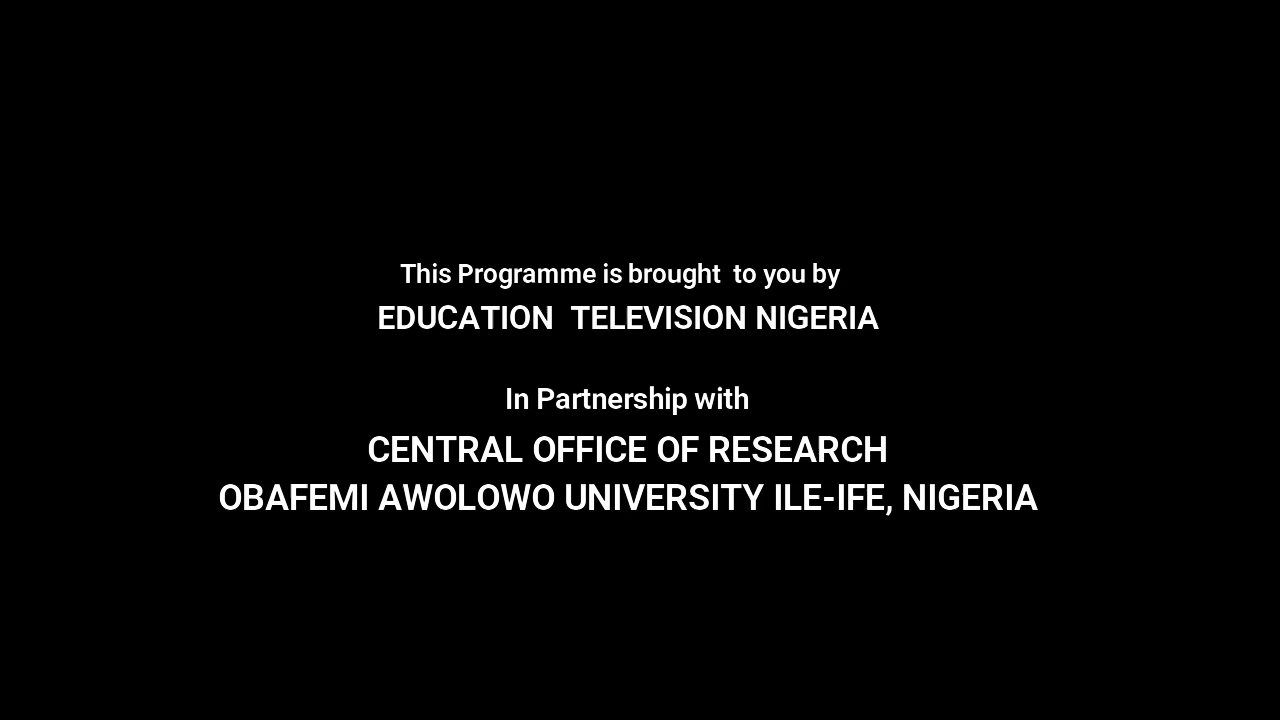 This Programme is brought  to you by
EDUCATION  TELEVISION NIGERIA
In Partnership with
CENTRAL OFFICE OF RESEARCH
OBAFEMI AWOLOWO UNIVERSITY ILE-IFE, NIGERIA